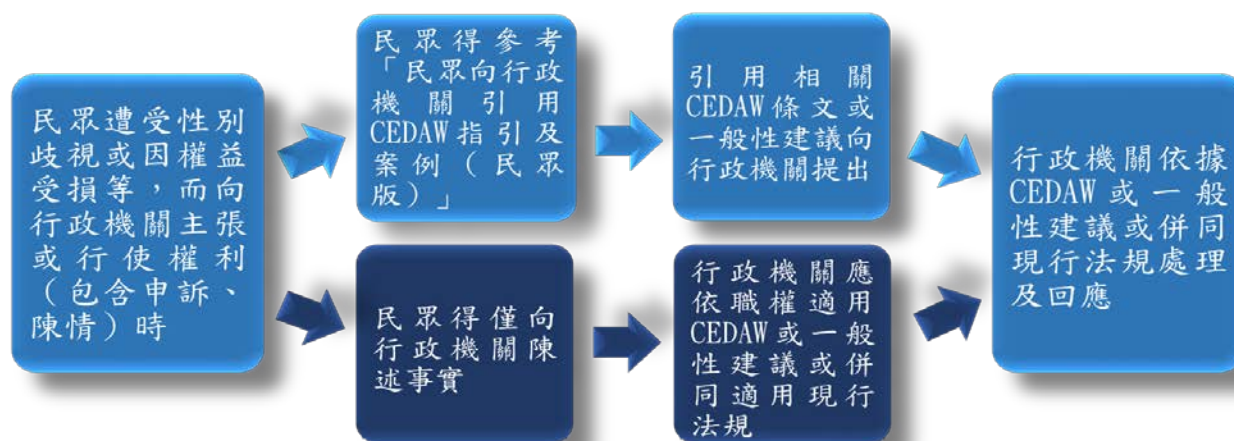 民眾遭受性別
歧視或因權益
受損等，而向
行政機關主張
或行使權利
（包含申訴、
陳情）時
民眾得參考
「民眾向行政
機關引用
CEDAW指引及
案例（民眾
版）」
引用相關
CEDAW條文或
一般性建議向
行政機關提出
民眾得僅向
行政機關陳
述事實
行政機關應
依職權適用
CEDAW或一般
性建議或併
同適用現行
法規
行政機關依據
CEDAW或一般
性建議或併同
現行法規處理
及回應